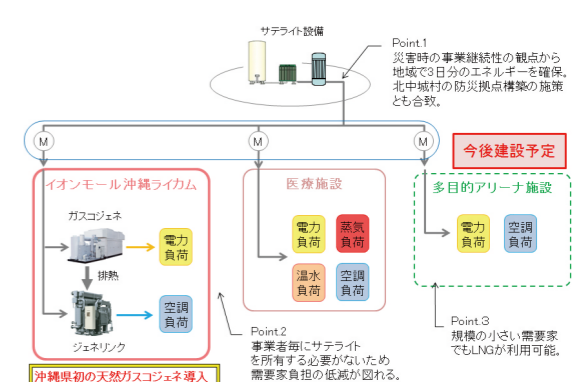 サテライト設備
Point.1
災害時の事業継続性の観点から
地域で3日分のエネルギーを確保。
北中城村の防災拠点構築の施策
とも合致。
M
M
M
今後建設予定
イオンモール沖縄ライカム
ガスコジェネ
電力
負荷
排熱
空調
負荷
ジェネリンク
沖縄県初の天然ガスコジェネ導入
医療施設
電力
負荷
蒸気
負荷
温水
負荷
空調
負荷
多目的アリーナ施設
電力
負荷
空調
負荷
Point.2
事業者毎にサテライト
を所有する必要がないため
需要家負担の低減が図れる。
Point.3
規模の小さい需要家
でもLNGが利用可能。